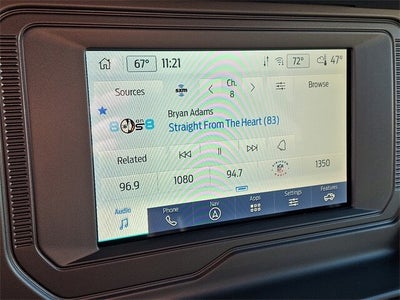 67° 11:21 72° 47°
Sources Ch. 8 Browse
Bryan Adams
Straight From The Heart (83)
Related
96.9 1080 94.7 1350
Audio Phone Nav Apps Settings Features